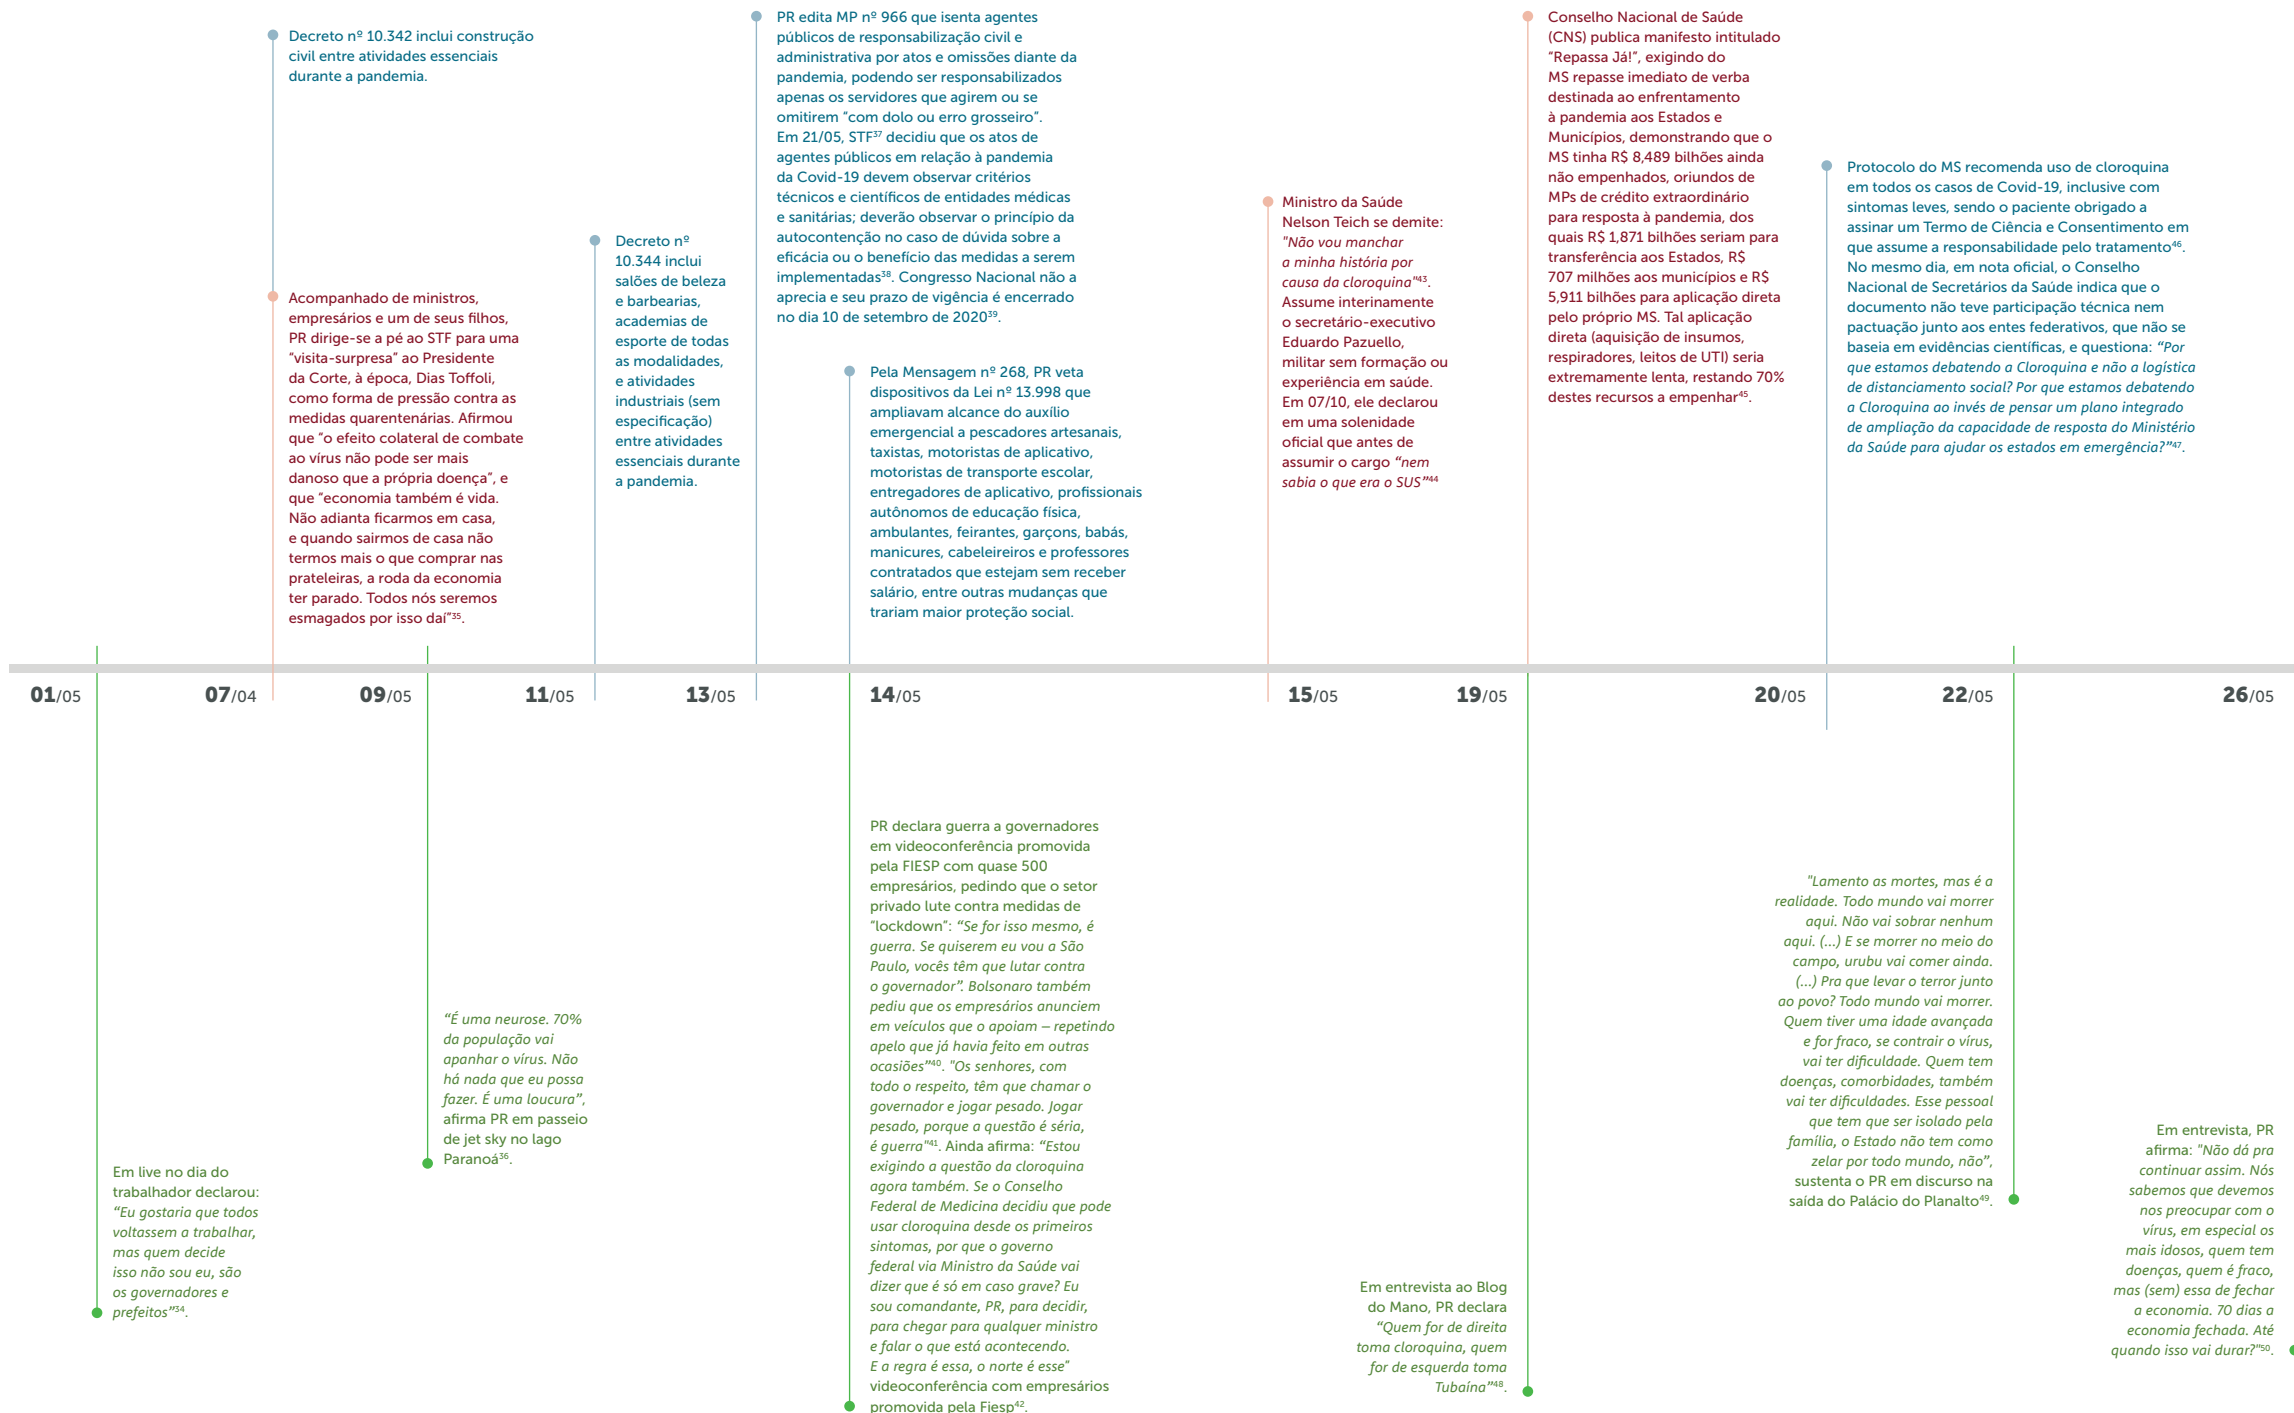 Decreto nº 10.342 inclui construção
civil entre atividades essenciais
durante a pandemia.
Acompanhado de ministros,
empresários e um de seus filhos,
PR dirige-se a pé ao STF para uma
“visita-surpresa” ao Presidente
da Corte, à época, Dias Toffoli,
como forma de pressão contra as
medidas quarentenárias. Afirmou
que “o efeito colateral de combate
ao vírus não pode ser mais
danoso que a própria doença”, e
que “economia também é vida.
Não adianta ficarmos em casa,
e quando sairmos de casa não
termos mais o que comprar nas
prateleiras, a roda da economia
ter parado. Todos nós seremos
esmagados por isso daí”³⁵.
Decreto nº
10.344 inclui
salões de beleza
e barbearias,
academias de
esporte de todas
as modalidades,
e atividades
industriais (sem
especificação)
entre atividades
essenciais durante
a pandemia.
PR edita MP nº 966 que isenta agentes
públicos de responsabilização civil e
administrativa por atos e omissões diante da
pandemia, podendo ser responsabilizados
apenas os servidores que agirem ou se
omitirem “com dolo ou erro grosseiro”.
Em 21/05, STF³⁷ decidiu que os atos de
agentes públicos em relação à pandemia
da Covid-19 devem observar critérios
técnicos e científicos de entidades médicas
e sanitárias; deverão observar o princípio da
autocontenção no caso de dúvida sobre a
eficácia ou o benefício das medidas a serem
implementadas³⁸. Congresso Nacional não a
aprecia e seu prazo de vigência é encerrado
no dia 10 de setembro de 2020³⁹.
Pela Mensagem nº 268, PR veta
dispositivos da Lei nº 13.998 que
ampliavam alcance do auxílio
emergencial a pescadores artesanais,
taxistas, motoristas de aplicativo,
motoristas de transporte escolar,
entregadores de aplicativo, profissionais
autônomos de educação física,
ambulantes, feirantes, garçons, babás,
manicures, cabeleireiros e professores
contratados que estejam sem receber
salário, entre outras mudanças que
trariam maior proteção social.
Ministro da Saúde
Nelson Teich se demite:
"Não vou manchar
a minha história por
causa da cloroquina"⁴³.
Assume interinamente
o secretário-executivo
Eduardo Pazuello,
militar sem formação ou
experiência em saúde.
Em 07/10, ele declarou
em uma solenidade
oficial que antes de
assumir o cargo “nem
sabia o que era o SUS”⁴⁴
Conselho Nacional de Saúde
(CNS) publica manifesto intitulado
“Repassa Já!”, exigindo do
MS repasse imediato de verba
destinada ao enfrentamento
à pandemia aos Estados e
Municípios, demonstrando que o
MS tinha R$ 8,489 bilhões ainda
não empenhados, oriundos de
MPs de crédito extraordinário
para resposta à pandemia, dos
quais R$ 1,871 bilhões seriam para
transferência aos Estados, R$
707 milhões aos municípios e R$
5,911 bilhões para aplicação direta
pelo próprio MS. Tal aplicação
direta (aquisição de insumos,
respiradores, leitos de UTI) seria
extremamente lenta, restando 70%
destes recursos a empenhar⁴⁵.
Protocolo do MS recomenda uso de cloroquina
em todos os casos de Covid-19, inclusive com
sintomas leves, sendo o paciente obrigado a
assinar um Termo de Ciência e Consentimento em
que assume a responsabilidade pelo tratamento⁴⁶.
No mesmo dia, em nota oficial, o Conselho
Nacional de Secretários da Saúde indica que o
documento não teve participação técnica nem
pactuação junto aos entes federativos, que não se
baseia em evidências científicas, e questiona: “Por
que estamos debatendo a Cloroquina e não a logística
de distanciamento social? Por que estamos debatendo
a Cloroquina ao invés de pensar um plano integrado
de ampliação da capacidade de resposta do Ministério
da Saúde para ajudar os estados em emergência?”⁴⁷.
01/05
07/04
09/05
11/05
13/05
14/05
15/05
19/05
20/05
22/05
26/05
Em live no dia do
trabalhador declarou:
“Eu gostaria que todos
voltassem a trabalhar,
mas quem decide
isso não sou eu, são
os governadores e
prefeitos”³⁴.
“É uma neurose. 70%
da população vai
apanhar o vírus. Não
há nada que eu possa
fazer. É uma loucura”,
afirma PR em passeio
de jet sky no lago
Paranoá³⁶.
PR declara guerra a governadores
em videoconferência promovida
pela FIESP com quase 500
empresários, pedindo que o setor
privado lute contra medidas de
“lockdown”: “Se for isso mesmo, é
guerra. Se quiserem eu vou a São
Paulo, vocês têm que lutar contra
o governador”. Bolsonaro também
pediu que os empresários anunciem
em veículos que o apoiam – repetindo
apelo que já havia feito em outras
ocasiões”⁴⁰. "Os senhores, com
todo o respeito, têm que chamar o
governador e jogar pesado. Jogar
pesado, porque a questão é séria,
é guerra"⁴¹. Ainda afirma: “Estou
exigindo a questão da cloroquina
agora também. Se o Conselho
Federal de Medicina decidiu que pode
usar cloroquina desde os primeiros
sintomas, por que o governo
federal via Ministro da Saúde vai
dizer que é só em caso grave? Eu
sou comandante, PR, para decidir,
para chegar para qualquer ministro
e falar o que está acontecendo.
E a regra é essa, o norte é esse"
videoconferência com empresários
promovida pela Fiesp⁴².
Em entrevista ao Blog
do Mano, PR declara
“Quem for de direita
toma cloroquina, quem
for de esquerda toma
Tubaína”⁴⁸.
"Lamento as mortes, mas é a
realidade. Todo mundo vai morrer
aqui. Não vai sobrar nenhum
aqui. (...) E se morrer no meio do
campo, urubu vai comer ainda.
(...) Pra que levar o terror junto
ao povo? Todo mundo vai morrer.
Quem tiver uma idade avançada
e for fraco, se contrair o vírus,
vai ter dificuldade. Quem tem
doenças, comorbidades, também
vai ter dificuldades. Esse pessoal
que tem que ser isolado pela
família, o Estado não tem como
zelar por todo mundo, não”,
sustenta o PR em discurso na
saída do Palácio do Planalto⁴⁹.
Em entrevista, PR
afirma: "Não dá pra
continuar assim. Nós
sabemos que devemos
nos preocupar com o
vírus, em especial os
mais idosos, quem tem
doenças, quem é fraco,
mas (sem) essa de fechar
a economia. 70 dias a
economia fechada. Até
quando isso vai durar?"⁵⁰.